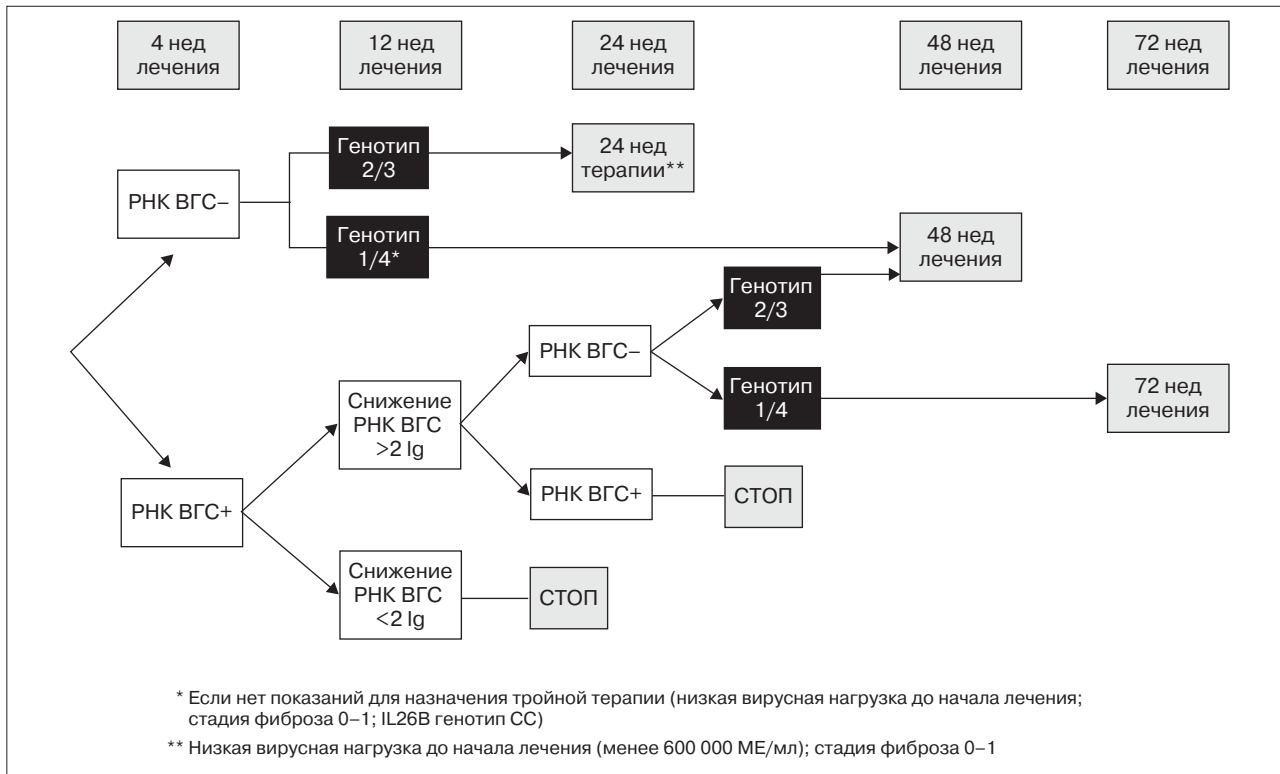 4 нед
лечения
12 нед
лечения
24 нед
лечения
48 нед
лечения
72 нед
лечения
Генотип
2/3
24 нед
терапии**
РНК ВГС–
Генотип
1/4*
48 нед
лечения
Генотип
2/3
РНК ВГС–
Генотип
1/4
72 нед
лечения
Снижение
РНК ВГС
>2 lg
РНК ВГС+
РНК ВГС+
СТОП
Снижение
РНК ВГС
<2 lg
СТОП
* Если нет показаний для назначения тройной терапии (низкая вирусная нагрузка до начала лечения;
стадия фиброза 0–1; IL26B генотип СС)
** Низкая вирусная нагрузка до начала лечения (менее 600 000 МЕ/мл); стадия фиброза 0–1